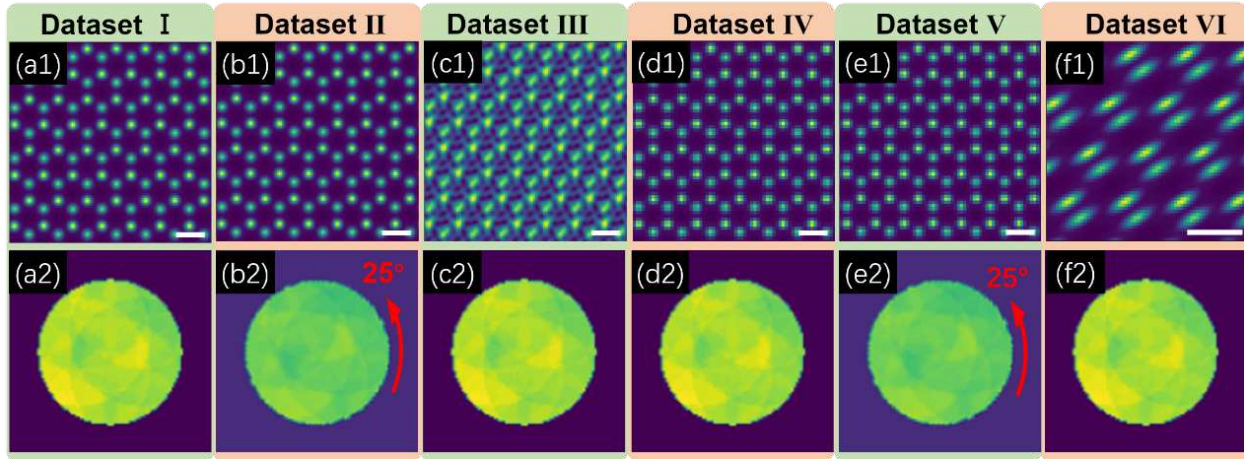 Dataset I
Dataset II
Dataset III
Dataset IV
Dataset V
Dataset VI
(a1)
(b1)
(c1)
(d1)
(e1)
(f1)
(a2)
(b2)
25°
(c2)
(d2)
(e2)
25°
(f2)